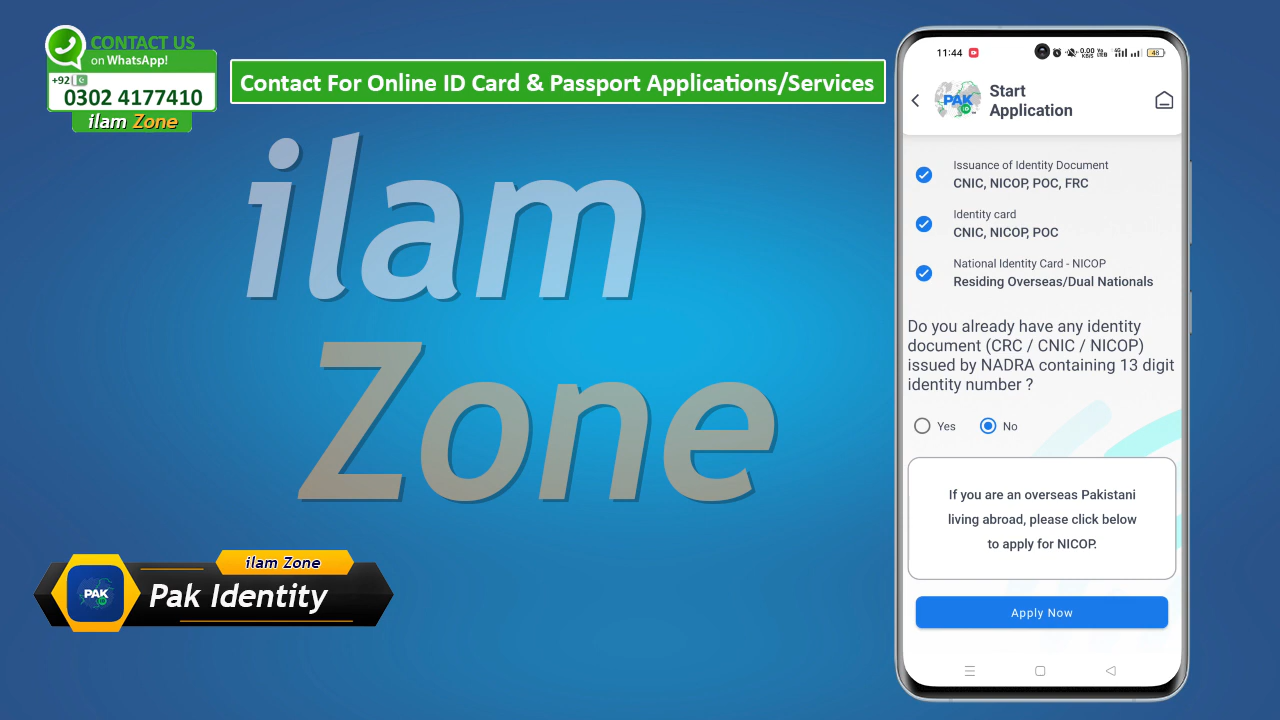 CONTACT US
on WhatsApp!
+92
0302 4177410
ilam Zone
Contact For Online ID Card & Passport Applications/Services
ilam
Zone
ilam Zone
PAK
Pak Identity
11:44
0.00
KB/S
48
PAK
ID
Start
Application
Issuance of Identity Document
CNIC, NICOP, POC, FRC
Identity card
CNIC, NICOP, POC
National Identity Card - NICOP
Residing Overseas/Dual Nationals
Do you already have any identity
document (CRC / CNIC / NICOP)
issued by NADRA containing 13 digit
identity number ?
Yes
No
If you are an overseas Pakistani
living abroad, please click below
to apply for NICOP.
Apply Now